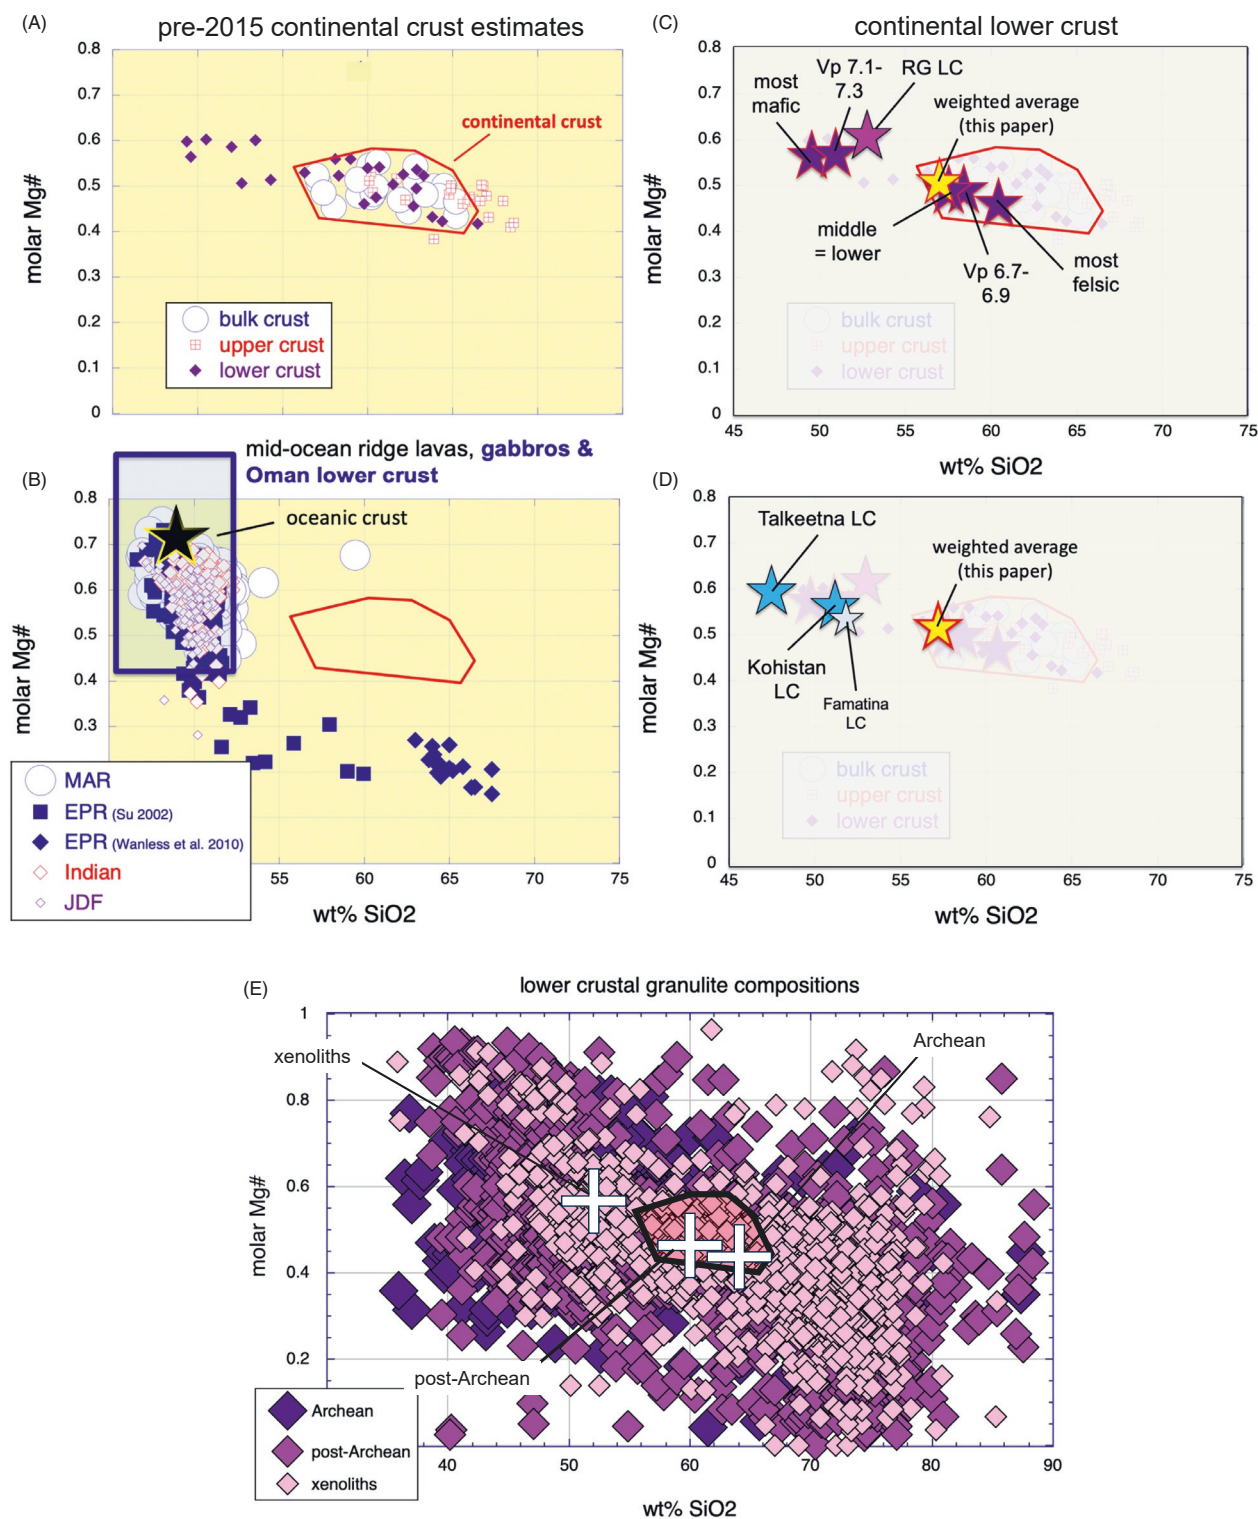 (A)
pre-2015 continental crust estimates
0.8
0.7
0.6
0.5
0.4
0.3
0.2
0.1
0
molar Mg#
continental crust
bulk crust
upper crust
lower crust
(C)
continental lower crust
0.8
0.7
0.6
0.5
0.4
0.3
0.2
0.1
0
molar Mg#
most
mafic
Vp 7.1-
7.3
RG LC
weighted average
(this paper)
middle
= lower
Vp 6.7-
6.9
most
felsic
bulk crust
upper crust
lower crust
45
50
55
60
65
70
75
wt% SiO2
(B)
mid-ocean ridge lavas, gabbros &
Oman lower crust
0.8
0.7
0.6
0.5
0.4
0.3
molar Mg#
oceanic crust
MAR
EPR (Su 2002)
EPR (Wanless et al. 2010)
Indian
JDF
55
60
65
70
75
wt% SiO2
(D)
0.8
0.7
0.6
0.5
0.4
0.3
0.2
0.1
0
molar Mg#
Talkeetna LC
weighted average
(this paper)
Kohistan
LC
Famatina
LC
bulk crust
upper crust
lower crust
45
50
55
60
65
70
75
wt% SiO2
(E)
lower crustal granulite compositions
1
0.8
0.6
0.4
0.2
molar Mg#
xenoliths
Archean
post-Archean
Archean
post-Archean
xenoliths
40
50
60
70
80
90
wt% SiO2